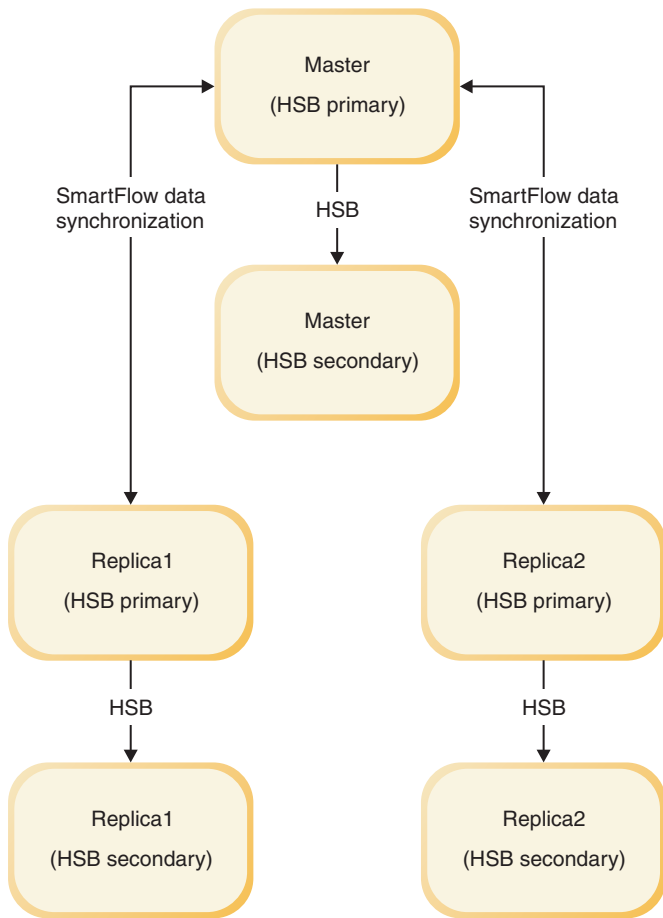 Master
(HSB primary)
SmartFlow data
synchronization
HSB
SmartFlow data
synchronization
Master
(HSB secondary)
Replica1
(HSB primary)
Replica2
(HSB primary)
HSB
HSB
Replica1
(HSB secondary)
Replica2
(HSB secondary)